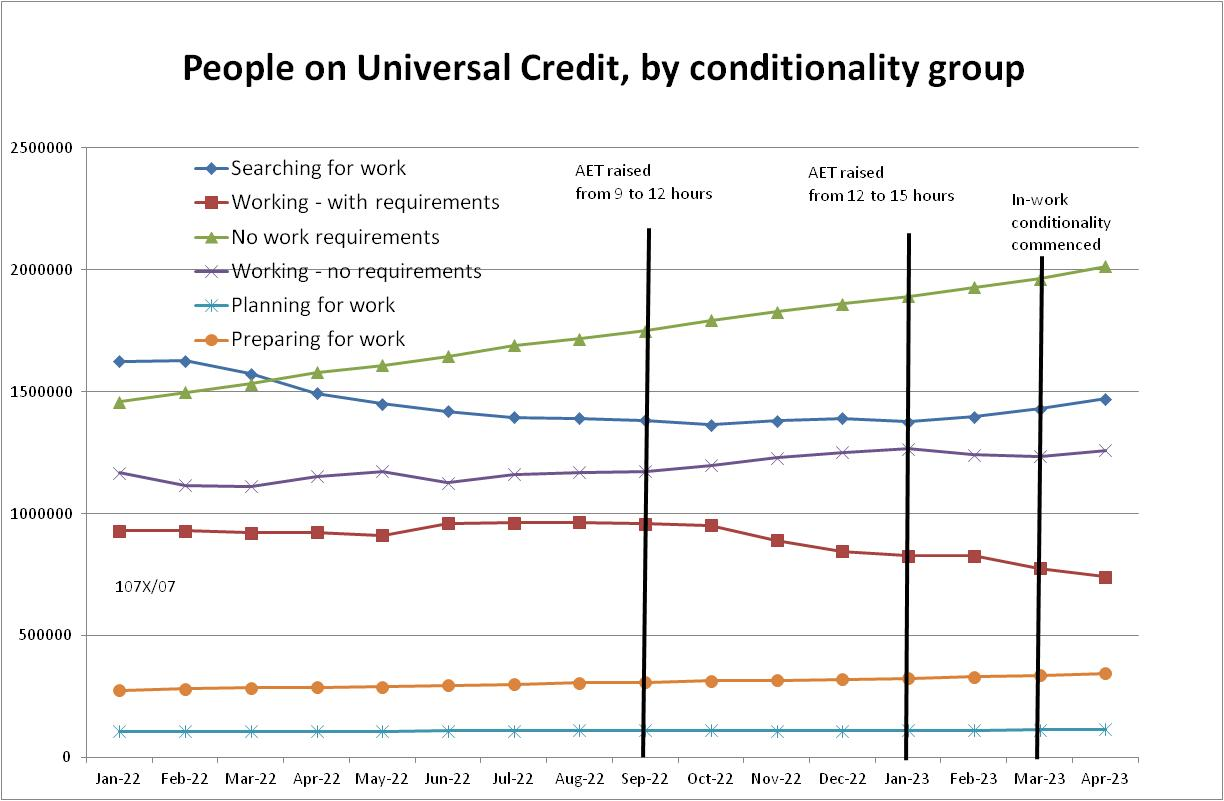 People on Universal Credit, by conditionality group
2500000
2000000
1500000
1000000
500000
0
Searching for work
Working - with requirements
No work requirements
Working - no requirements
Planning for work
Preparing for work
AET raised
from 9 to 12 hours
AET raised
from 12 to 15 hours
In-work
conditionality
commenced
107X/07
Jan-22 Feb-22 Mar-22 Apr-22 May-22 Jun-22 Jul-22 Aug-22 Sep-22 Oct-22 Nov-22 Dec-22 Jan-23 Feb-23 Mar-23 Apr-23